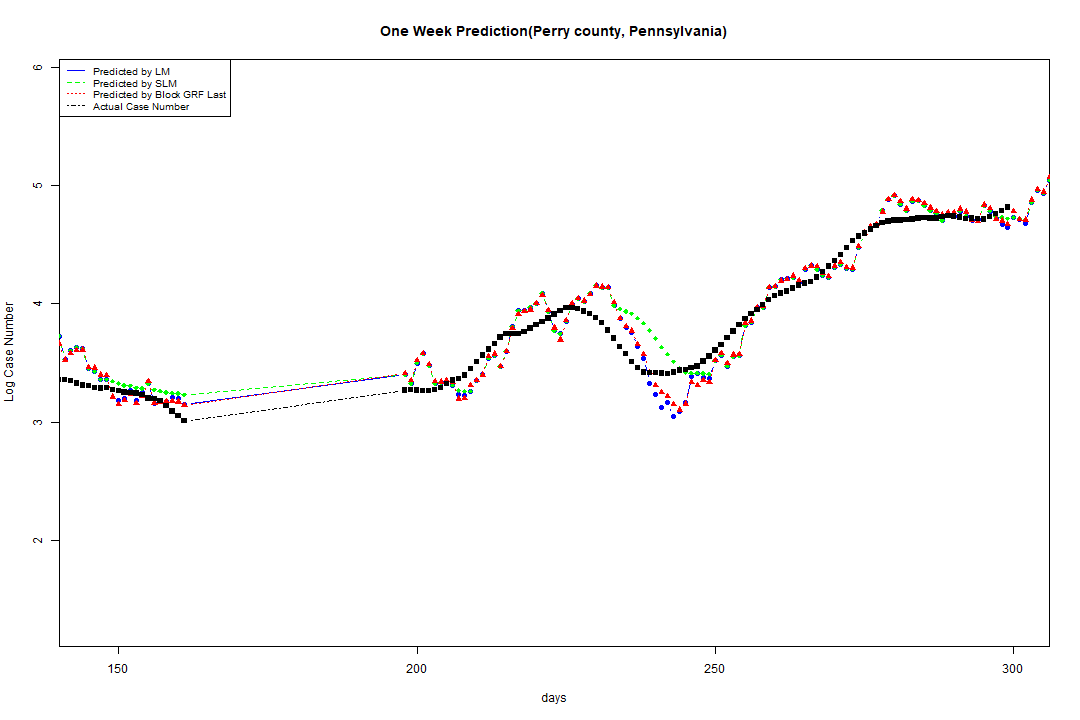 One Week Prediction(Perry county, Pennsylvania)
Predicted by LM
Predicted by SLM
Predicted by Block GRF Last
Actual Case Number
6
5
4
3
2
Log Case Number
150 200 250 300
days